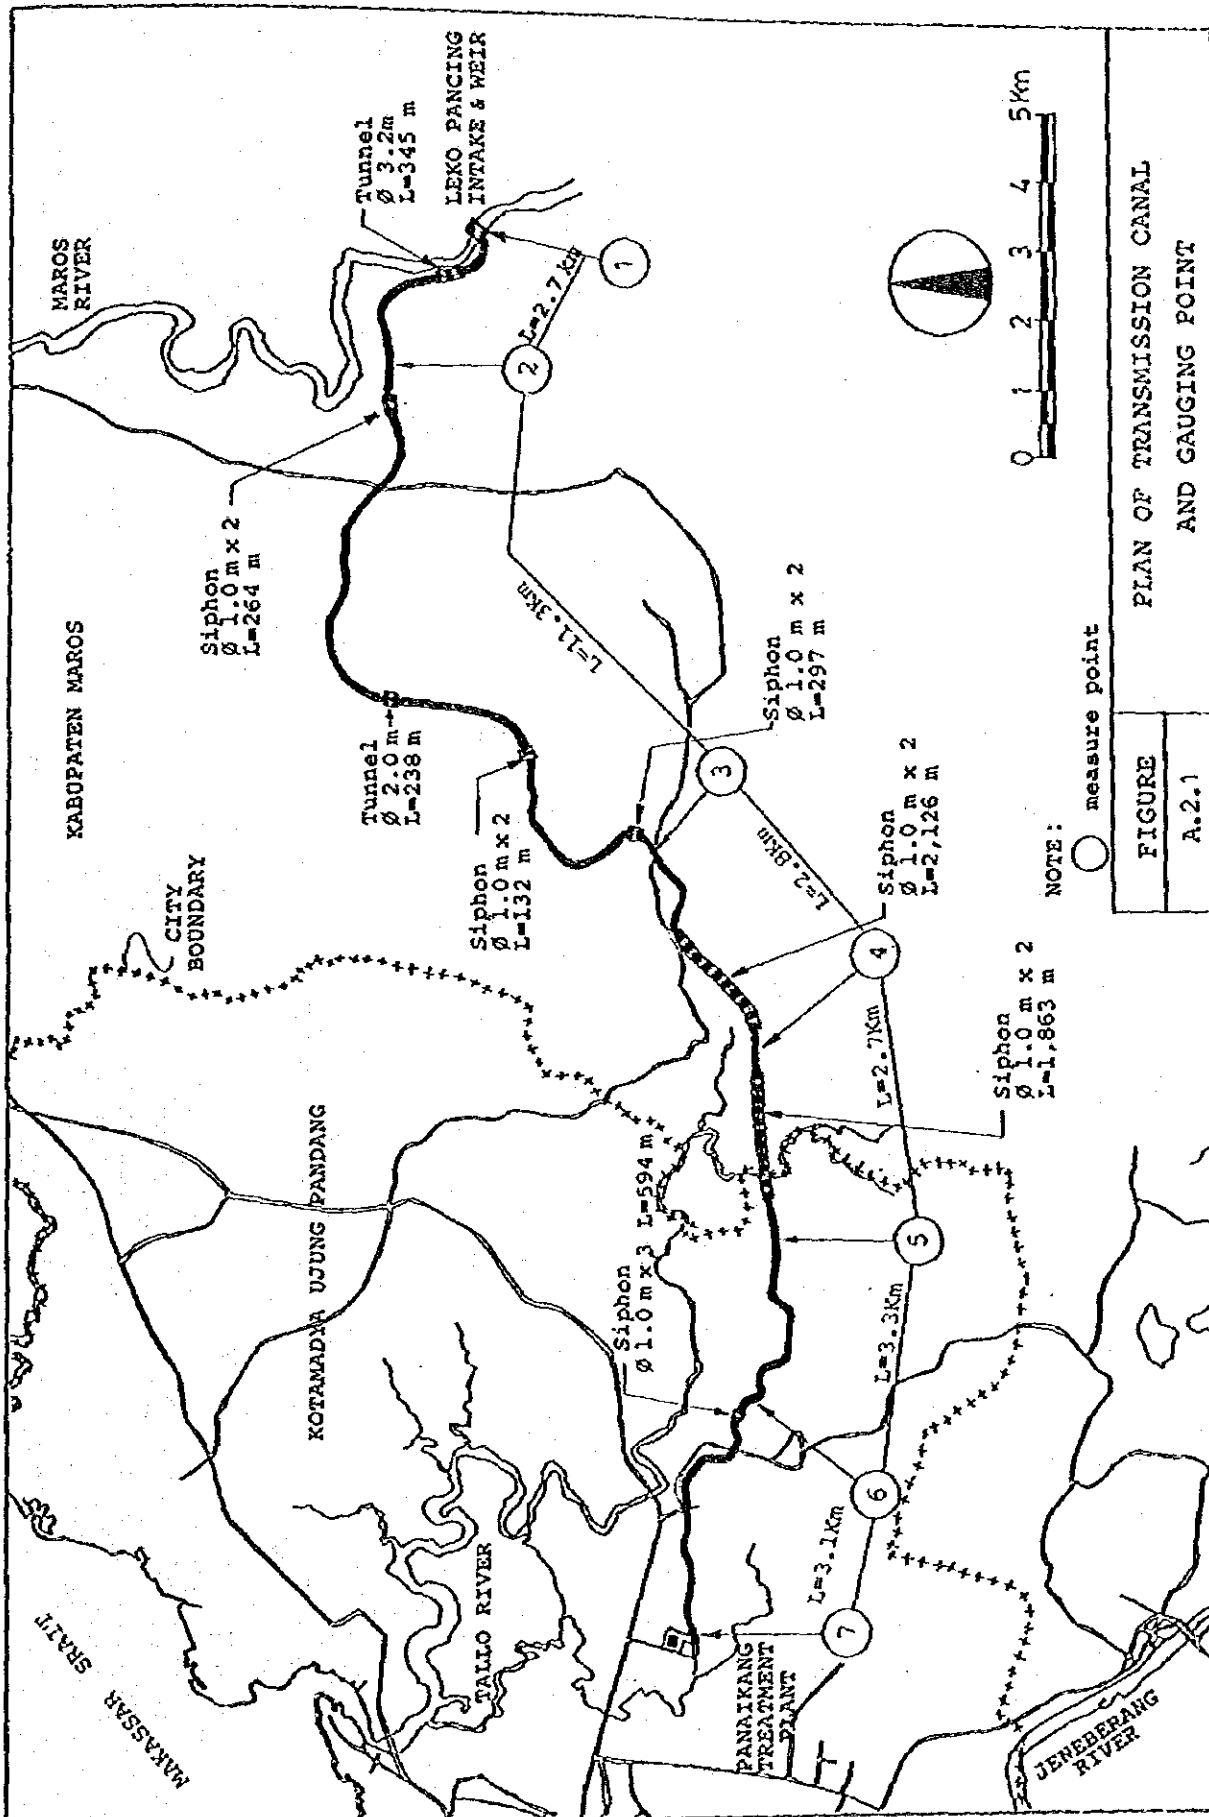 MAROS
RIVER
Tunnel
Ø 3.2m
L=345 m
LEKO PANCING
INTAKE & WEIR
KABUPATEN MAROS
Siphon
Ø 1.0 m x 2
L=264 m
1
L=2.7 km
2
Tunnel
Ø 2.0 m
L=238 m
L=11.3Km
CITY
BOUNDARY
Siphon
Ø 1.0 m x 2
L=132 m
Siphon
Ø 1.0 m x 2
L=297 m
3
L=2.8Km
Siphon
Ø 1.0 m x 2
L=2,126 m
4
L=2.7Km
Siphon
Ø 1.0 m x 2
L=1,863 m
KOTAMADYA UJUNG PANDANG
Siphon
Ø 1.0 m x 3 L=594 m
5
L=3.3Km
6
L=3.1Km
7
MAKASSAR SRAIT
TALLO RIVER
PANAIKANG
TREATMENT
PLANT
JENEBERANG
RIVER
0 1 2 3 4 5Km
NOTE:
measure point
FIGURE
A.2.1
PLAN OF TRANSMISSION CANAL
AND GAUGING POINT